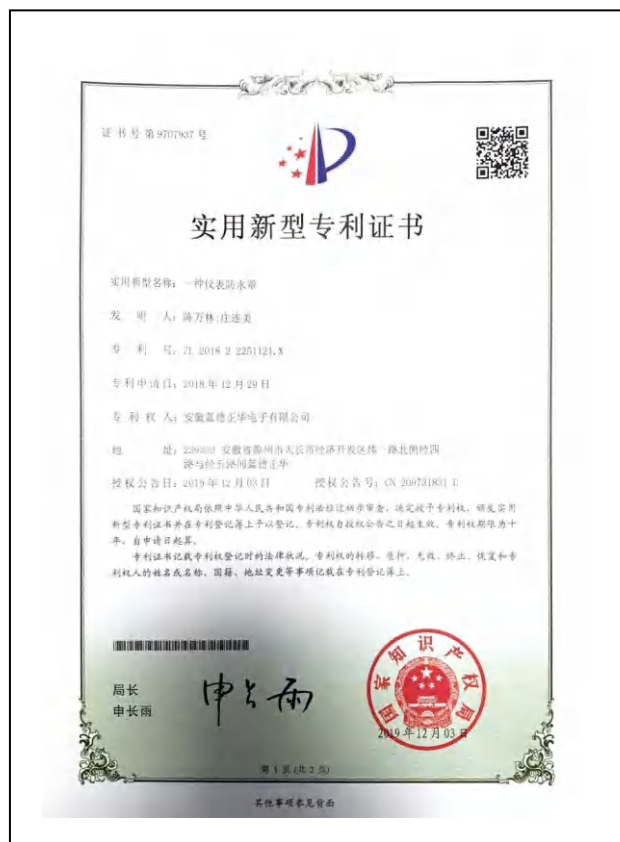 证书号第9707937号
实用新型专利证书
实用新型名称：一种仪表防水罩
发 明 人：陈万林;庄连美
专 利 号：ZL 2018 2 2251121.X
专利申请日：2018年12月29日
专 利 权 人：安徽蓝德正华电子有限公司
地 址：239300 安徽省滁州市天长市经济开发区纬一路北侧经四
路与经五路间蓝德正华
授权公告日：2019年12月03日 授权公告号：CN 209731831 U
国家知识产权局依照中华人民共和国专利法经过初步审查，决定授予专利权，颁发实用
新型专利证书并在专利登记簿上予以登记。专利权自授权公告之日起生效。专利权期限为十
年，自申请日起算。
专利证书记载专利权登记时的法律状况。专利权的转移、质押、无效、终止、恢复和专
利权人的姓名或名称、国籍、地址变更等事项记载在专利登记簿上。
局长
申长雨
申长雨
国家知识产权局
2019年12月03日
第 1 页 (共 2 页)
其他事项参见背面